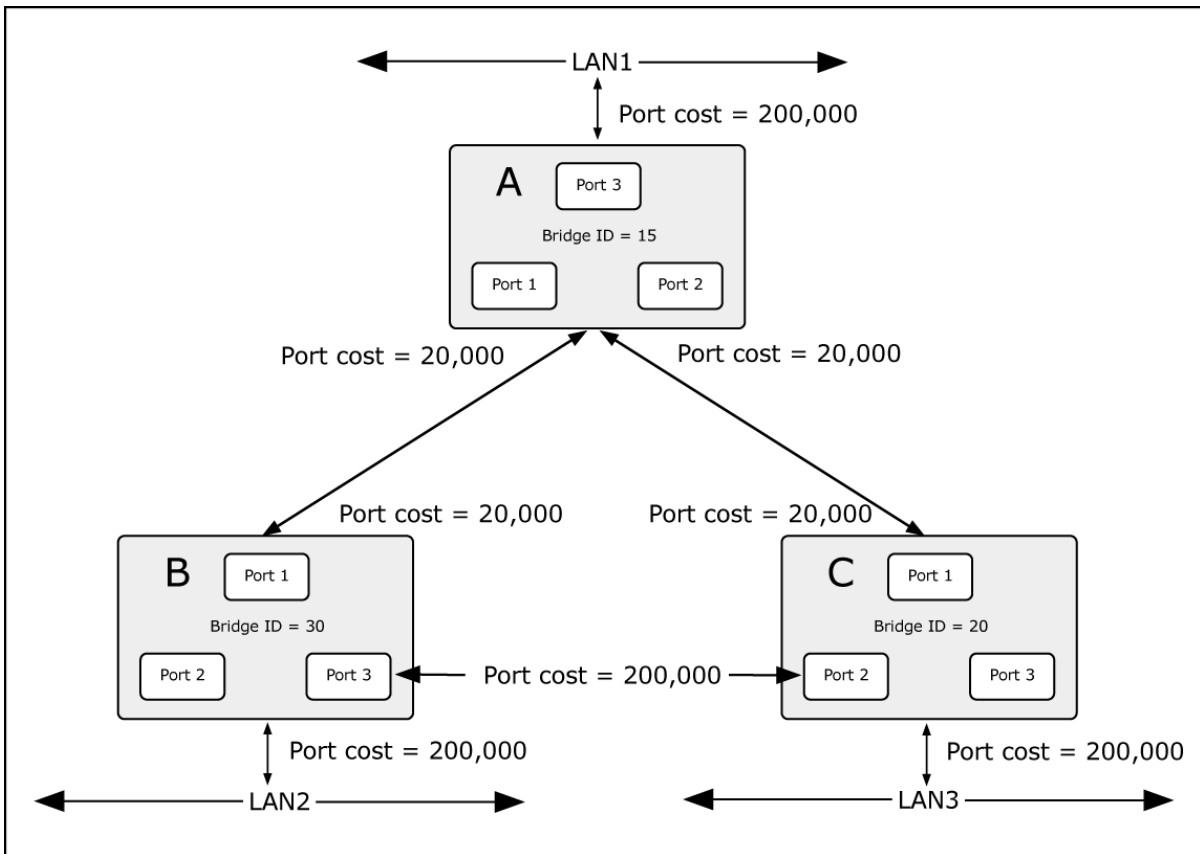 LAN1
Port cost = 200,000
A
Port 3
Bridge ID = 15
Port 1
Port 2
Port cost = 20,000
Port cost = 20,000
Port cost = 20,000
Port cost = 20,000
B
Port 1
Bridge ID = 30
Port 2
Port 3
Port cost = 200,000
C
Port 1
Bridge ID = 20
Port 2
Port 3
Port cost = 200,000
LAN2
Port cost = 200,000
LAN3